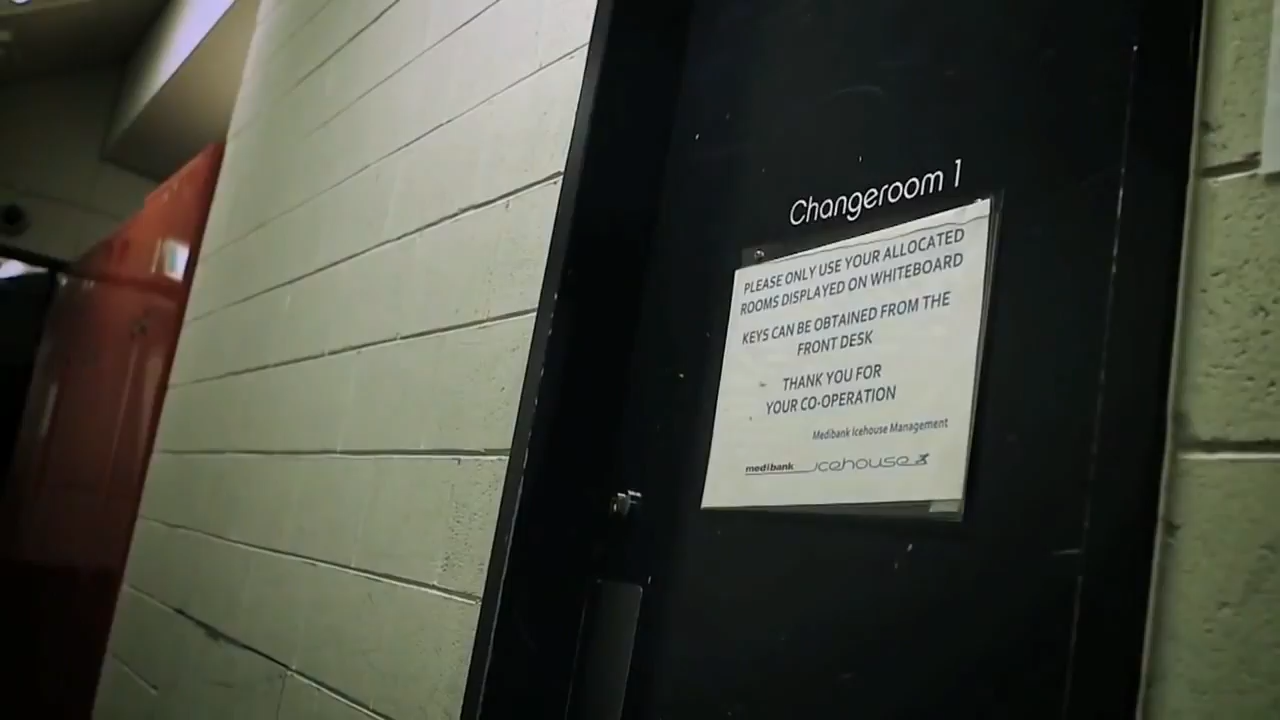 Changeroom 1
PLEASE ONLY USE YOUR ALLOCATED
ROOMS DISPLAYED ON WHITEBOARD
KEYS CAN BE OBTAINED FROM THE
FRONT DESK
THANK YOU FOR
YOUR CO-OPERATION
Medibank Icehouse Management
medibank icehouse